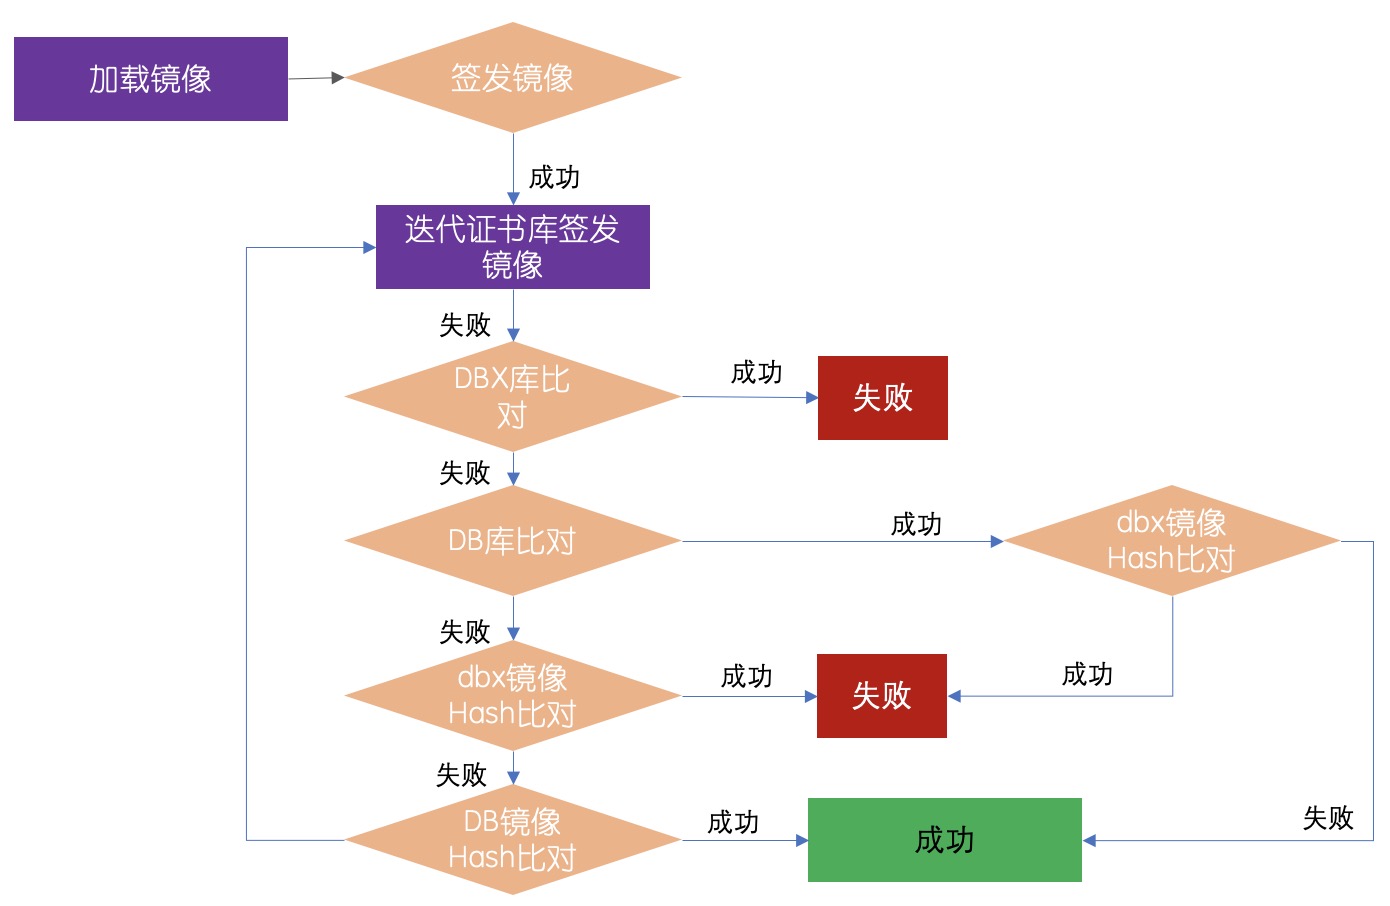 加载镜像
签发镜像
成功
迭代证书库签发
镜像
失败
DBX库比
对
成功
失败
失败
DB库比对
成功
dbx镜像
Hash比对
失败
dbx镜像
Hash比对
成功
失败
成功
失败
DB镜像
Hash比对
成功
成功
失败